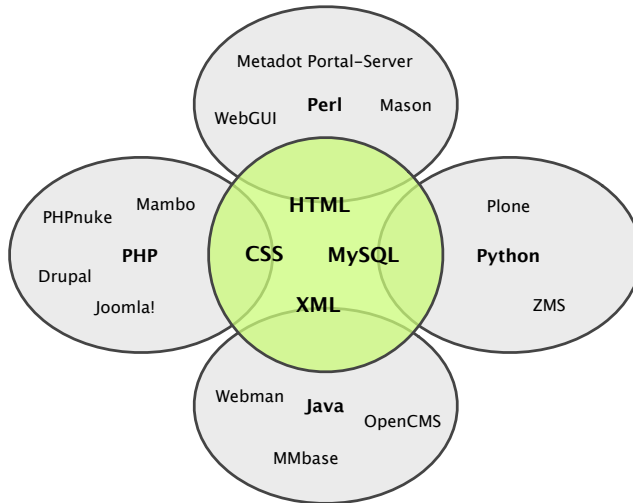 Metadot Portal-Server
Perl
Mason
WebGUI
HTML
CSS
MySQL
XML
PHPnuke
Mambo
PHP
Drupal
Joomla!
Plone
Python
ZMS
Webman
Java
OpenCMS
MMbase